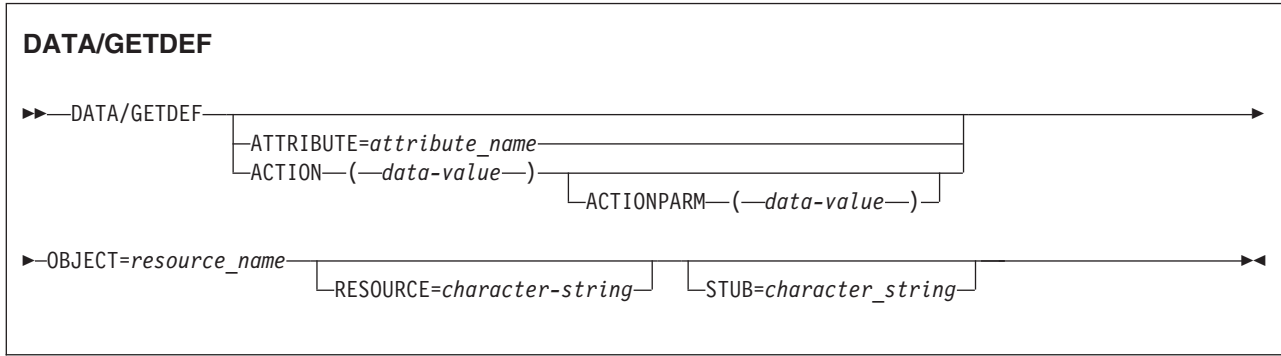 DATA/GETDEF
DATA/GETDEF
ATTRIBUTE=attribute_name
ACTION ( data-value )
ACTIONPARM ( data-value )
OBJECT=resource_name
RESOURCE=character-string STUB=character_string